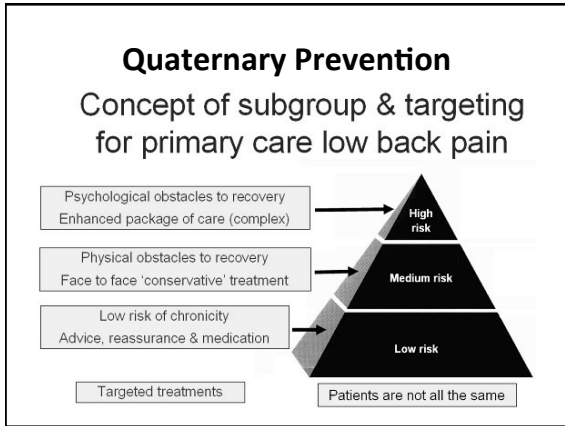 Quaternary Prevention
Concept of subgroup & targeting
for primary care low back pain
Psychological obstacles to recovery
Enhanced package of care (complex)
High
risk
Physical obstacles to recovery
Face to face ‘conservative’ treatment
Medium risk
Low risk of chronicity
Advice, reassurance & medication
Low risk
Targeted treatments
Patients are not all the same